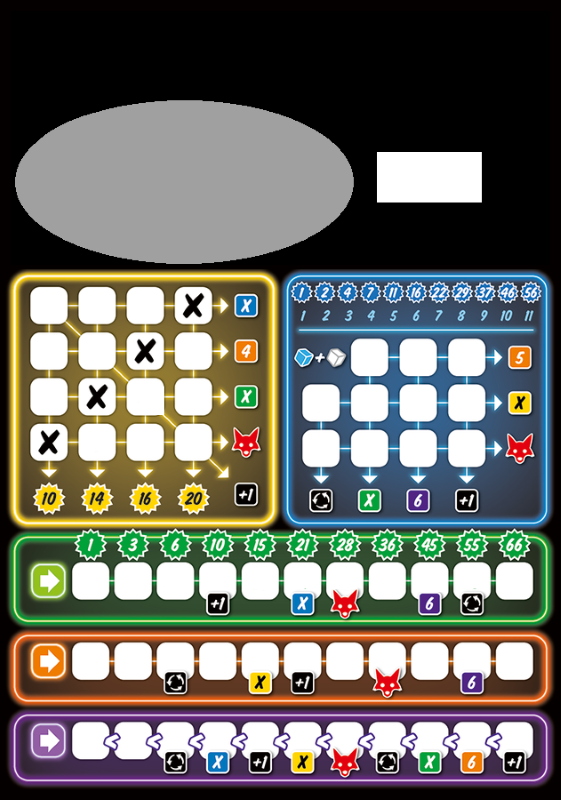 1 2 4 7 11 16 22 29 37 46 56
1 2 3 4 5 6 7 8 9 10 11
X X
X 4
X X
X
10 14 16 20 +1
+ 5
X
X 6 +1
1 3 6 10 15 21 28 36 45 55 66
+1 X 6
X +1 6
< < < < < < < < < <
X +1 X X 6 +1